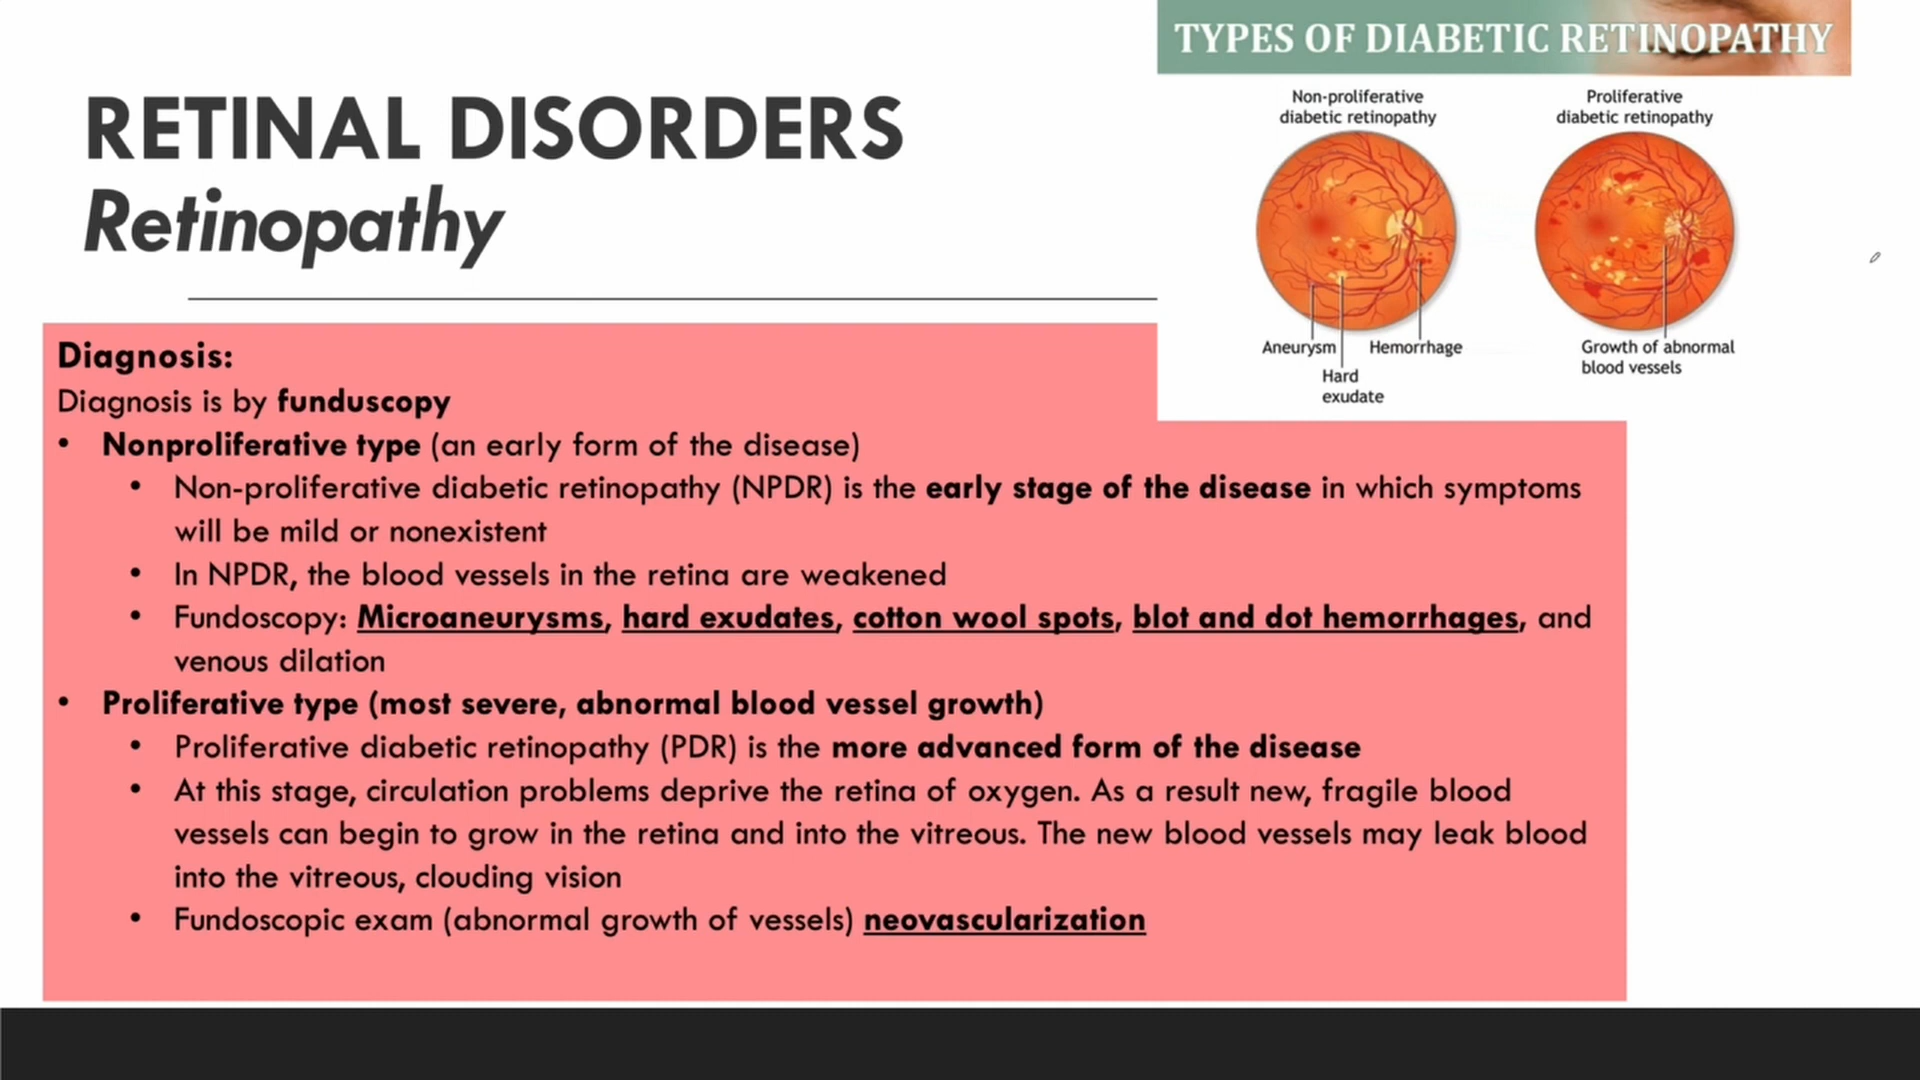 TYPES OF DIABETIC RETINOPATHY
RETINAL DISORDERS
Retinopathy
Non-proliferative
diabetic retinopathy
Proliferative
diabetic retinopathy
Aneurysm
Hemorrhage
Hard
exudate
Growth of abnormal
blood vessels
Diagnosis:
Diagnosis is by funduscopy
• Nonproliferative type (an early form of the disease)
• Non-proliferative diabetic retinopathy (NPDR) is the early stage of the disease in which symptoms
will be mild or nonexistent
• In NPDR, the blood vessels in the retina are weakened
• Fundoscopy: Microaneurysms, hard exudates, cotton wool spots, blot and dot hemorrhages, and
venous dilation
• Proliferative type (most severe, abnormal blood vessel growth)
• Proliferative diabetic retinopathy (PDR) is the more advanced form of the disease
• At this stage, circulation problems deprive the retina of oxygen. As a result new, fragile blood
vessels can begin to grow in the retina and into the vitreous. The new blood vessels may leak blood
into the vitreous, clouding vision
• Fundoscopic exam (abnormal growth of vessels) neovascularization